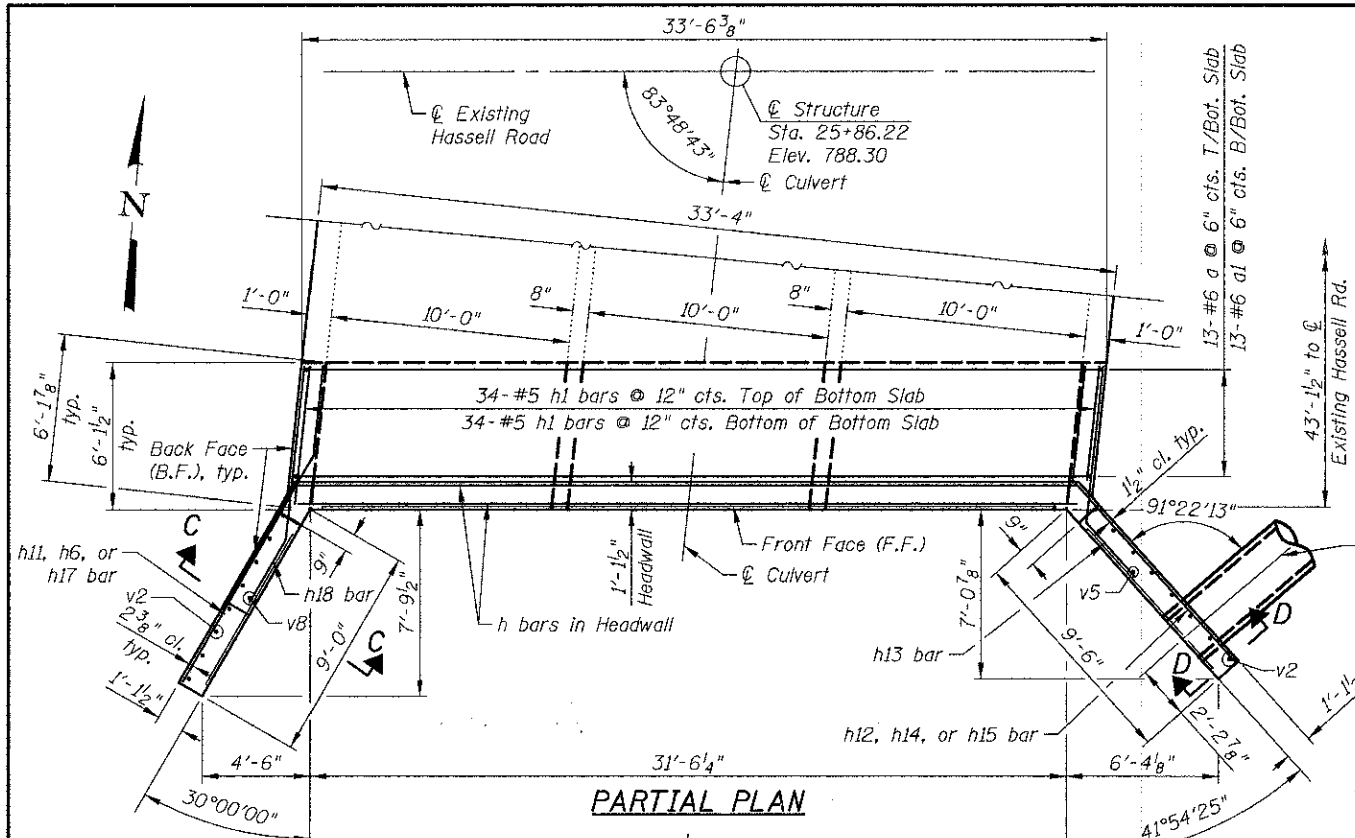 33'-6 3/8"
℄ Existing
Hassell Road
83°48'43"
℄ Structure
Sta. 25+86.22
Elev. 788.30
℄ Culvert
13-#6 a @ 6" cts. T/Bot. Slab
13-#6 a1 @ 6" cts. B/Bot. Slab
N
33'-4"
1'-0"
10'-0"
8"
10'-0"
8"
10'-0"
1'-0"
43'-1 1/2" to ℄
Existing Hassell Rd.
6'-1 7/8"
typ.
6'-1 1/2"
typ.
34-#5 h1 bars @ 12" cts. Top of Bottom Slab
34-#5 h1 bars @ 12" cts. Bottom of Bottom Slab
Back Face
(B.F.), typ.
1 1/2" cl. typ.
91°22'13"
C
h11, h6, or
h17 bar
9"
h18 bar
v2
v8
2 3/8" cl.
typ.
9'-0"
7'-9 1/2"
C
1'-1 1/2"
1'-1 1/2"
Headwall
Front Face (F.F.)
℄ Culvert
h bars in Headwall
9"
v5
7'-0 7/8"
D
h13 bar
9'-6"
D
v2
2'-2 7/8"
h12, h14, or h15 bar
4'-6"
31'-6 1/4"
6'-4 1/8"
30°00'00"
41°54'25"
PARTIAL PLAN